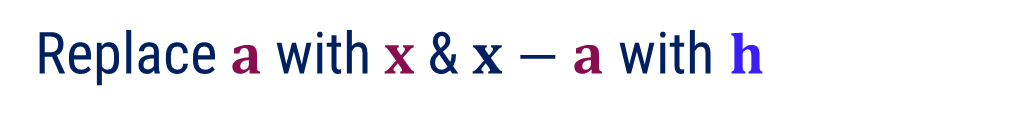 Replace a with x & x − a with h